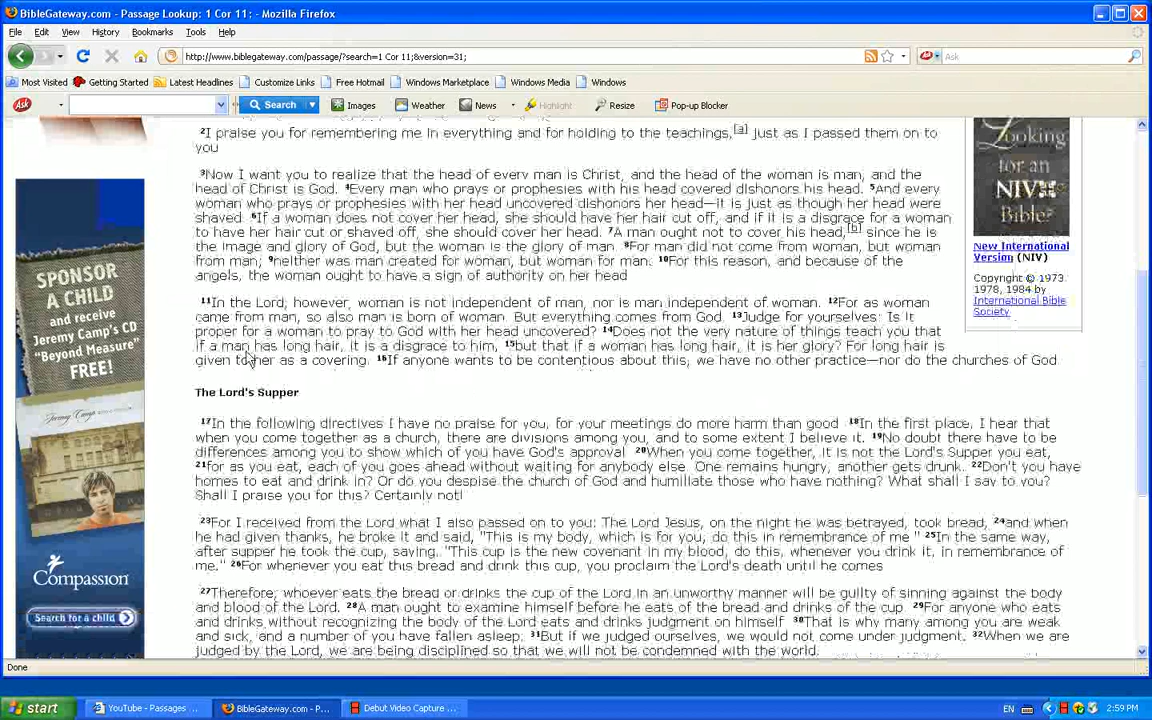 BibleGateway.com - Passage Lookup: 1 Cor 11; - Mozilla Firefox
File Edit View History Bookmarks Tools Help
http://www.biblegateway.com/passage/?search=1 Cor 11;&version=31;
Ask
Most Visited Getting Started Latest Headlines Customize Links Free Hotmail Windows Marketplace Windows Media Windows
Ask Search Images Weather News Highlight Resize Pop-up Blocker
2I praise you for remembering me in everything and for holding to the teachings,[a] just as I passed them on to
you
3Now I want you to realize that the head of every man is Christ, and the head of the woman is man, and the
head of Christ is God. 4Every man who prays or prophesies with his head covered dishonors his head. 5And every
woman who prays or prophesies with her head uncovered dishonors her head—it is just as though her head were
shaved 6If a woman does not cover her head, she should have her hair cut off, and if it is a disgrace for a woman
to have her hair cut or shaved off, she should cover her head. 7A man ought not to cover his head,[b] since he is
the image and glory of God, but the woman is the glory of man 8For man did not come from woman, but woman
from man; 9neither was man created for woman, but woman for man. 10For this reason, and because of the
angels, the woman ought to have a sign of authority on her head
11In the Lord, however, woman is not independent of man, nor is man independent of woman. 12For as woman
came from man, so also man is born of woman. But everything comes from God 13Judge for yourselves: Is it
proper for a woman to pray to God with her head uncovered? 14Does not the very nature of things teach you that
if a man has long hair, it is a disgrace to him, 15but that if a woman has long hair, it is her glory? For long hair is
given to her as a covering. 16If anyone wants to be contentious about this, we have no other practice—nor do the churches of God
The Lord's Supper
17In the following directives I have no praise for you, for your meetings do more harm than good 18In the first place, I hear that
when you come together as a church, there are divisions among you, and to some extent I believe it. 19No doubt there have to be
differences among you to show which of you have God's approval 20When you come together, it is not the Lord's Supper you eat,
21for as you eat, each of you goes ahead without waiting for anybody else. One remains hungry, another gets drunk. 22Don't you have
homes to eat and drink in? Or do you despise the church of God and humiliate those who have nothing? What shall I say to you?
Shall I praise you for this? Certainly not!
23For I received from the Lord what I also passed on to you: The Lord Jesus, on the night he was betrayed, took bread, 24and when
he had given thanks, he broke it and said, "This is my body, which is for you, do this in remembrance of me " 25In the same way,
after supper he took the cup, saying, "This cup is the new covenant in my blood, do this, whenever you drink it, in remembrance of
me." 26For whenever you eat this bread and drink this cup, you proclaim the Lord's death until he comes
27Therefore, whoever eats the bread or drinks the cup of the Lord in an unworthy manner will be guilty of sinning against the body
and blood of the Lord. 28A man ought to examine himself before he eats of the bread and drinks of the cup 29For anyone who eats
and drinks without recognizing the body of the Lord eats and drinks judgment on himself 30That is why many among you are weak
and sick, and a number of you have fallen asleep. 31But if we judged ourselves, we would not come under judgment. 32When we are
judged by the Lord, we are being disciplined so that we will not be condemned with the world.
SPONSOR
A CHILD
and receive
Jeremy Camp's CD
"Beyond Measure"
FREE!
Jeremy Camp
Compassion
Search for a child
Looking
for an
NIV
Bible?
New International
Version (NIV)
Copyright © 1973
1978, 1984 by
International Bible
Society
Done
start YouTube - Passages ... BibleGateway.com - P... Debut Video Capture ... EN 2:59 PM